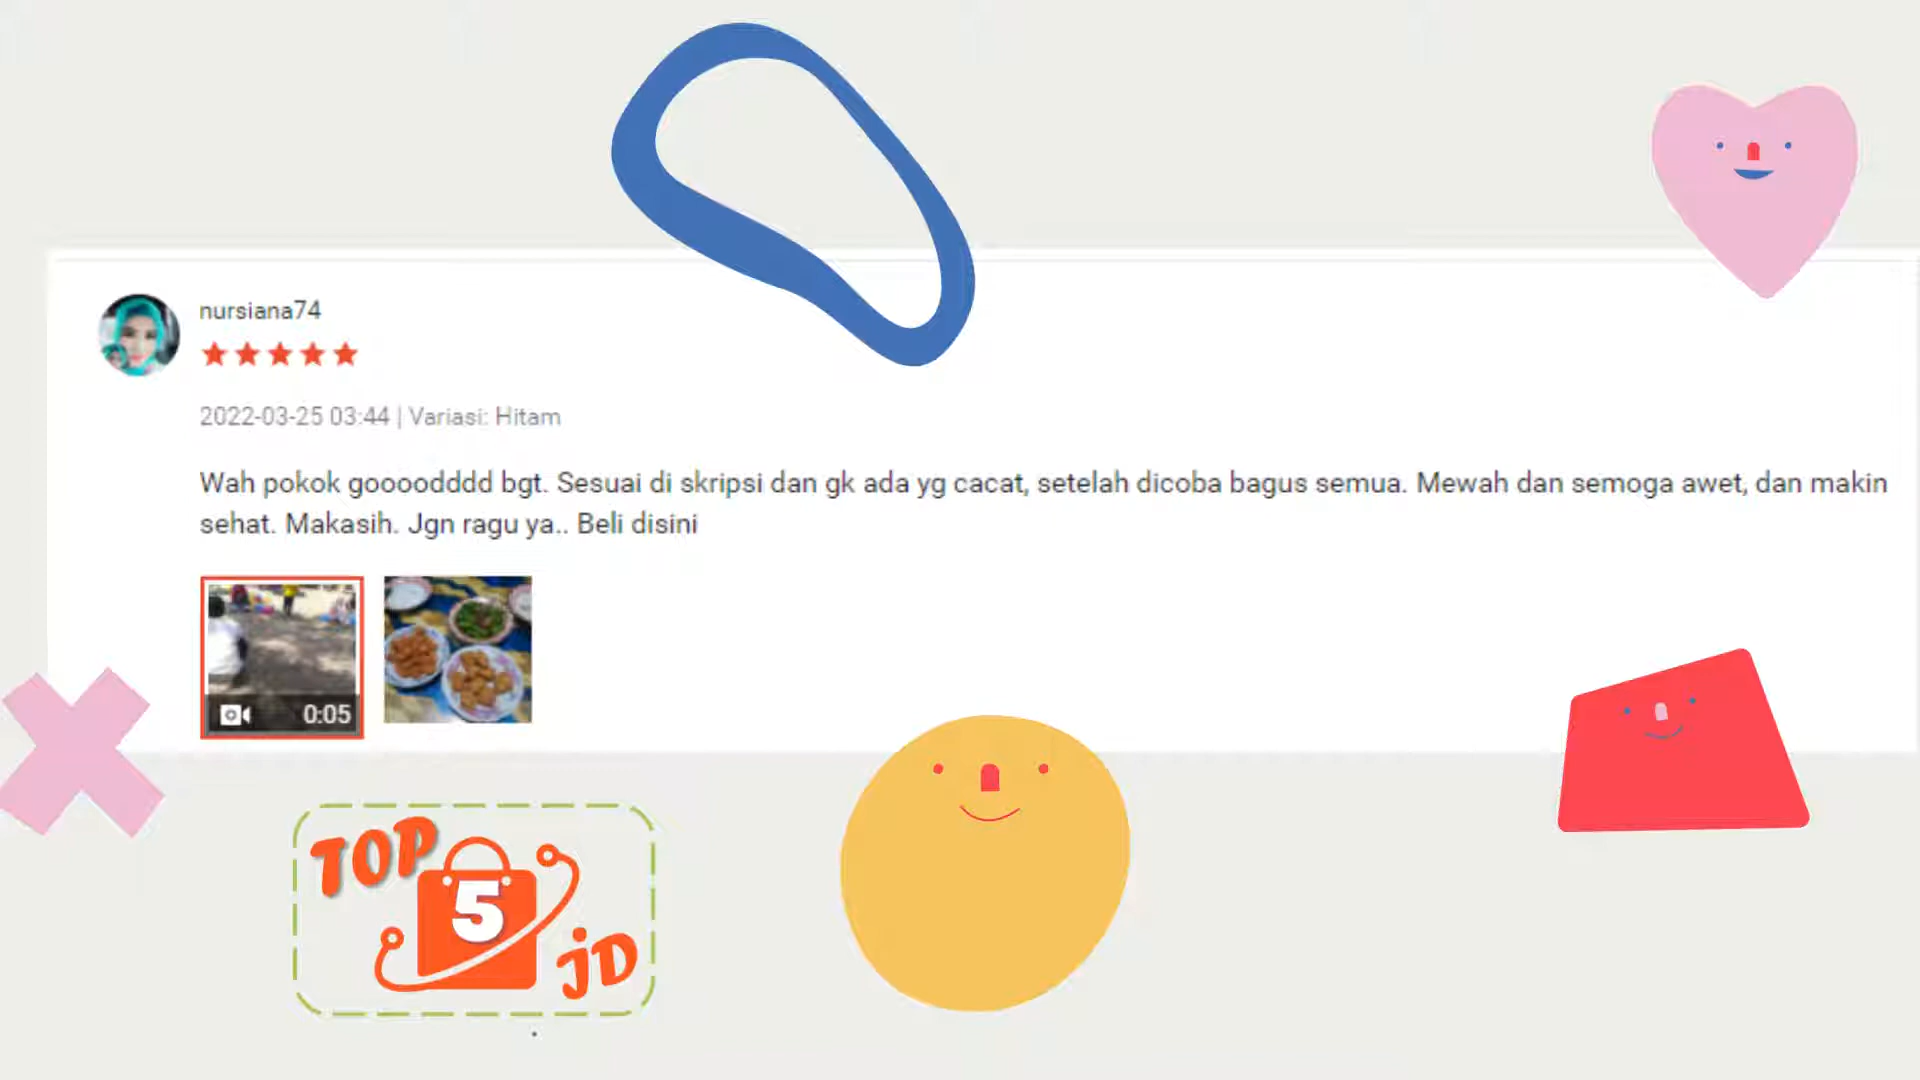 nursiana74
2022-03-25 03:44 | Variasi: Hitam
Wah pokok goooodddd bgt. Sesuai di skripsi dan gk ada yg cacat, setelah dicoba bagus semua. Mewah dan semoga awet, dan makin
sehat. Makasih. Jgn ragu ya.. Beli disini
0:05
TOP
5
jD